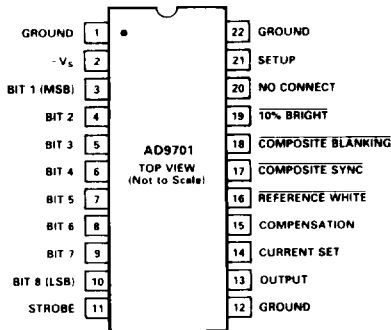 GROUND 1 22 GROUND
-Vs 2 21 SETUP
BIT 1 (MSB) 3 20 NO CONNECT
BIT 2 4 19 10% BRIGHT
BIT 3 5 18 COMPOSITE BLANKING
AD9701
TOP VIEW
(Not to Scale)
BIT 4 6 17 COMPOSITE SYNC
BIT 5 7 16 REFERENCE WHITE
BIT 6 8 15 COMPENSATION
BIT 7 9 14 CURRENT SET
BIT 8 (LSB) 10 13 OUTPUT
STROBE 11 12 GROUND